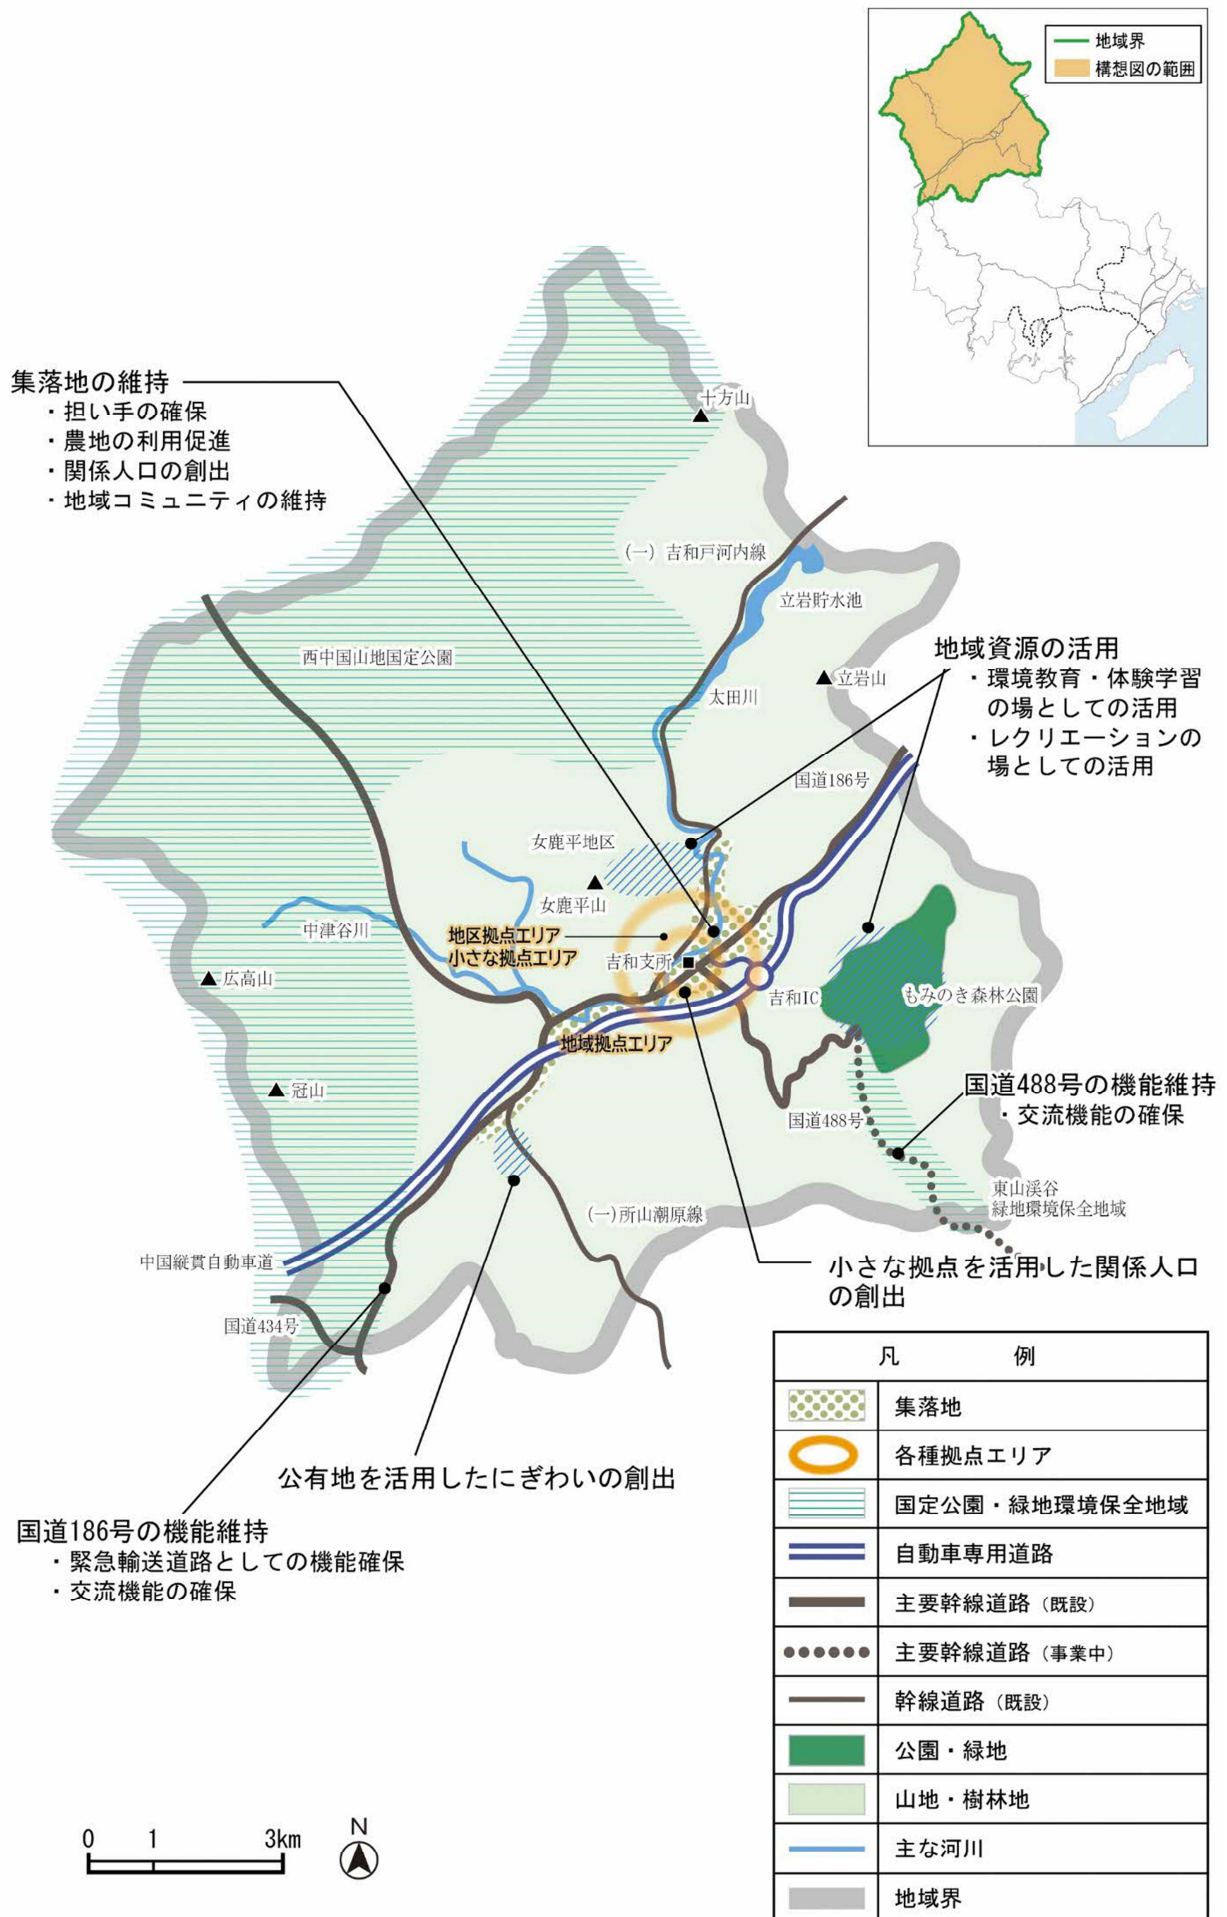 地域界
構想図の範囲
集落地の維持
・担い手の確保
・農地の利用促進
・関係人口の創出
・地域コミュニティの維持
十方山
(一) 吉和戸河内線
立岩貯水池
西中国山地国定公園
太田川
立岩山
地域資源の活用
・環境教育・体験学習
の場としての活用
・レクリエーションの
場としての活用
国道186号
女鹿平地区
女鹿平山
中津谷川
地区拠点エリア
小さな拠点エリア
吉和支所
広高山
吉和IC
もみのき森林公園
地域拠点エリア
冠山
国道488号の機能維持
・交流機能の確保
国道488号
東山渓谷
緑地環境保全地域
(一)所山潮原線
中国縦貫自動車道
小さな拠点を活用した関係人口
の創出
国道434号
公有地を活用したにぎわいの創出
国道186号の機能維持
・緊急輸送道路としての機能確保
・交流機能の確保
凡 例
集落地
各種拠点エリア
国定公園・緑地環境保全地域
自動車専用道路
主要幹線道路（既設）
主要幹線道路（事業中）
幹線道路（既設）
公園・緑地
山地・樹林地
主な河川
地域界
0 1 3km
N